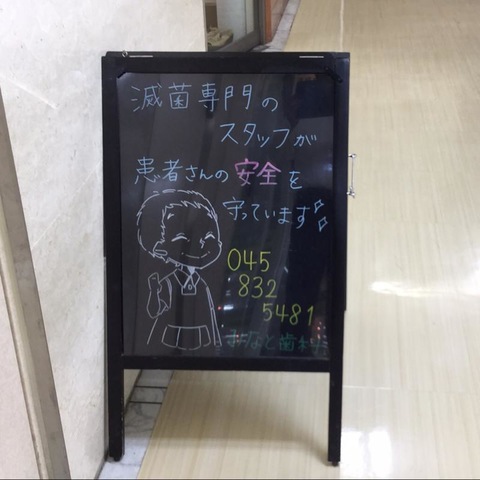 滅菌専門の
スタッフが
患者さんの安全を
守っています
045
832
5481
みなと歯科